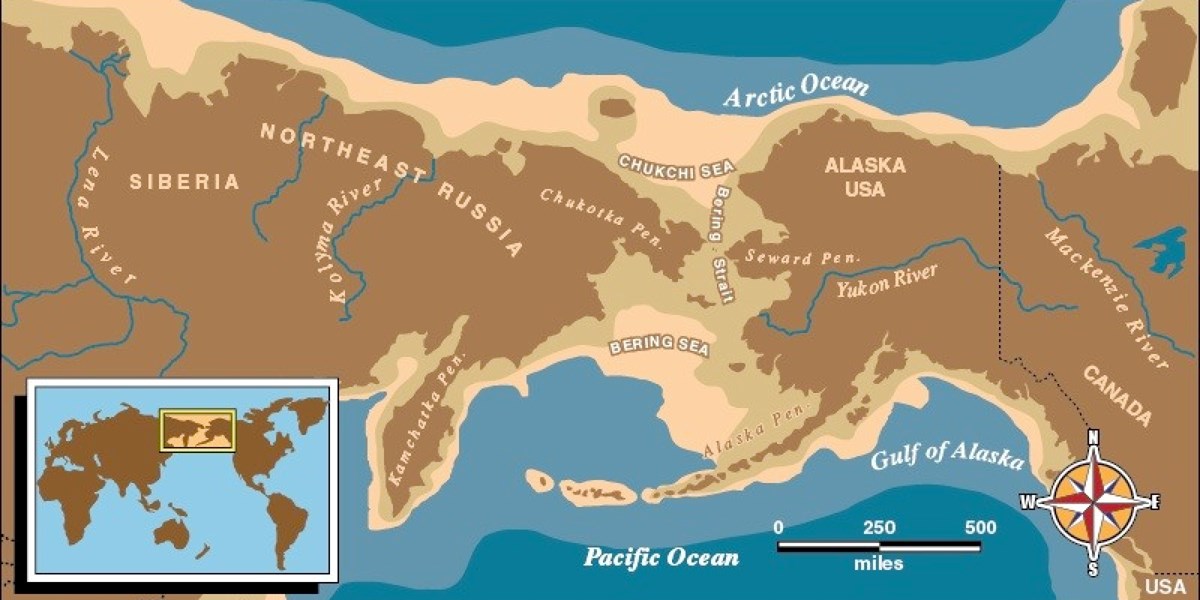 Arctic Ocean
NORTHEAST RUSSIA
SIBERIA
Lena River
Kolyma River
Chukotka Pen.
CHUKCHI SEA
Bering Strait
ALASKA
USA
Seward Pen.
Yukon River
Mackenzie River
BERING SEA
Kamchatka Pen.
Alaska Pen.
CANADA
Gulf of Alaska
N
W
E
S
0 250 500
miles
Pacific Ocean
USA